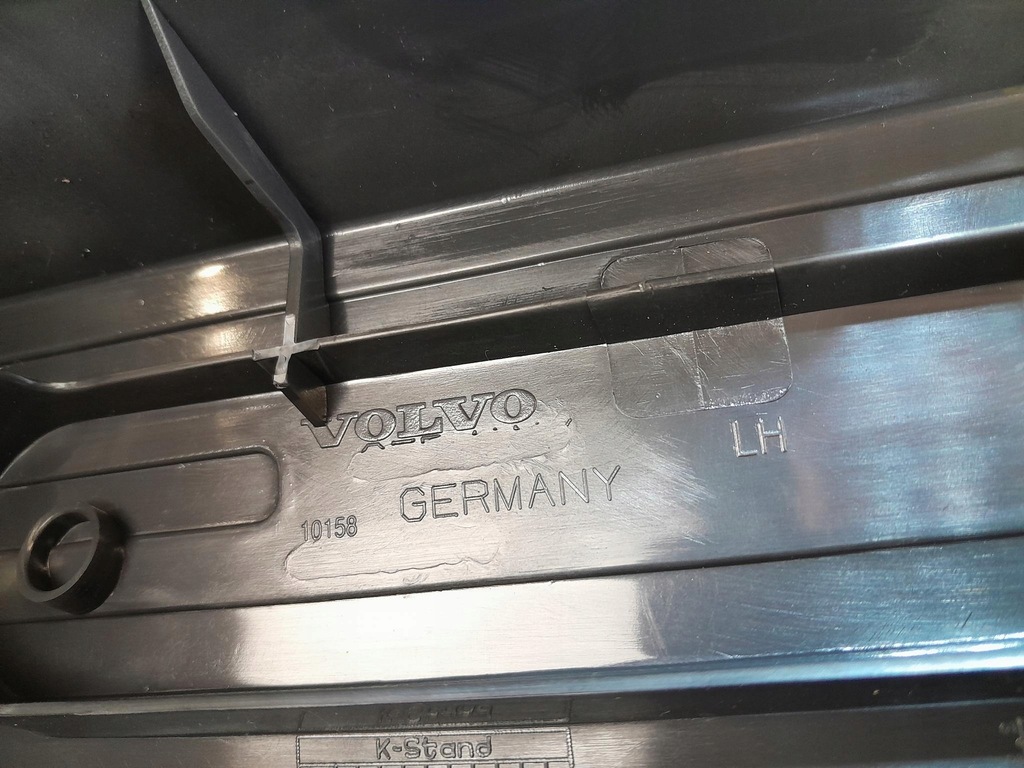 VOLVO
LH
GERMANY
10158
K-Stand